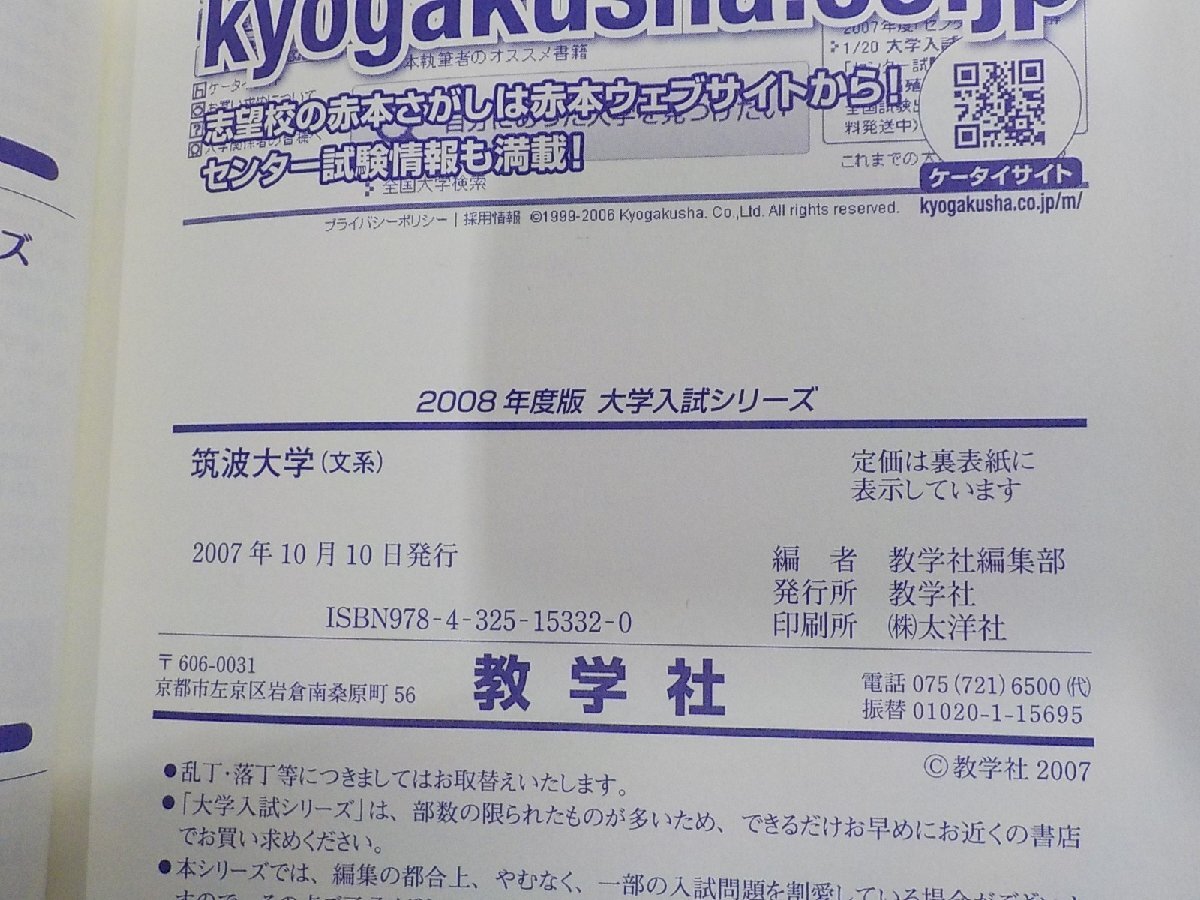 kyogakusha.co.jp
本執筆者のオススメ書籍
1/20 大学入試
志望校の赤本さがしは赤本ウェブサイトから!
センター試験情報も満載!
全国大学検索
料発送中)
これまでの
ケータイサイト
kyogakusha.co.jp/m/
プライバシーポリシー | 採用情報 ©1999-2006 Kyogakusha. Co.,Ltd. All rights reserved.
ズ
2008年度版 大学入試シリーズ
筑波大学(文系)
定価は裏表紙に
表示しています
2007年10月10日発行
編 者 教学社編集部
発行所 教学社
印刷所 ㈱太洋社
ISBN978-4-325-15332-0
〒606-0031
京都市左京区岩倉南桑原町56
教学社
電話 075(721)6500(代)
振替 01020-1-15695
©教学社 2007
●乱丁・落丁等につきましてはお取替えいたします。
●「大学入試シリーズ」は、部数の限られたものが多いため、できるだけお早めにお近くの書店
でお買い求めください。
●本シリーズでは、編集の都合上、やむなく、一部の入試問題を割愛している場合が